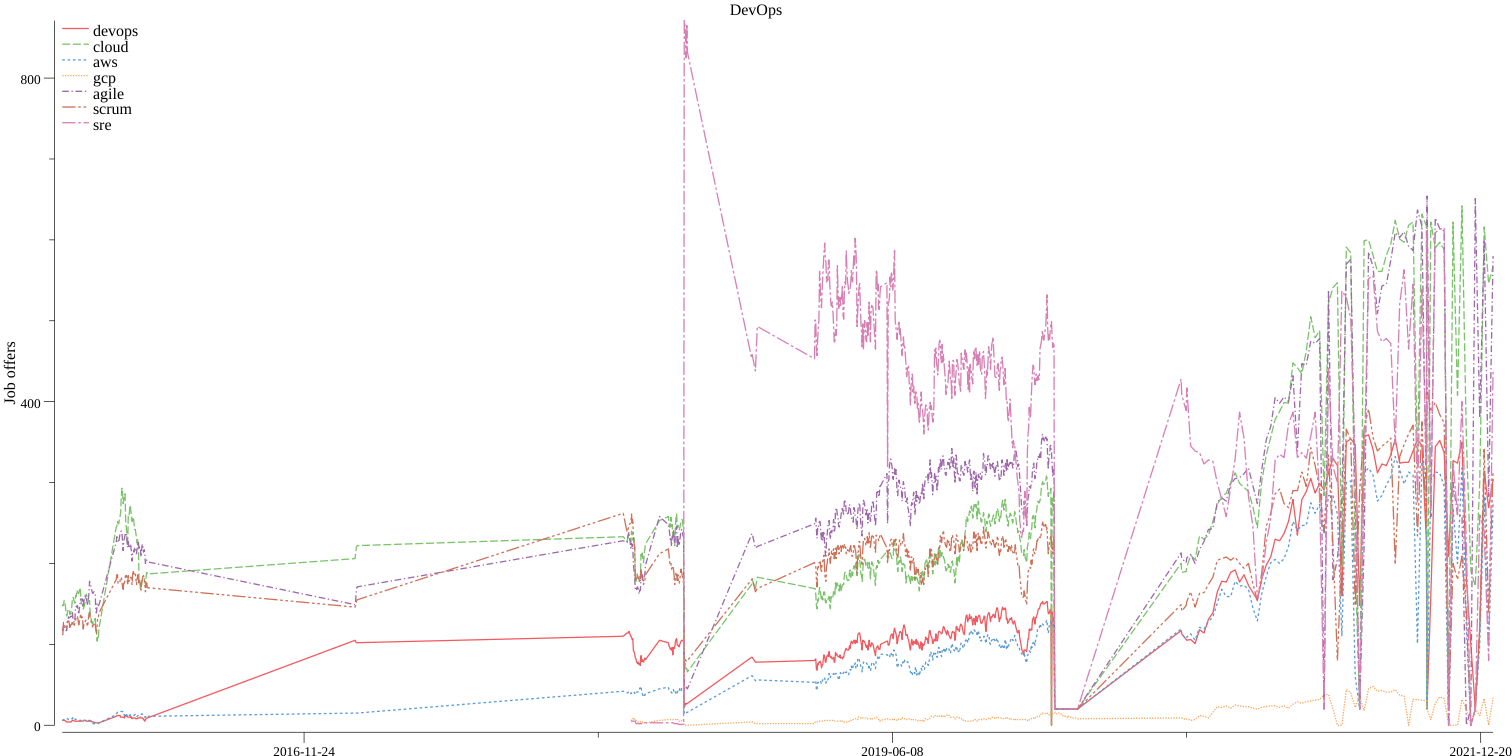 DevOps
devops
cloud
aws
gcp
agile
scrum
sre
800
400
0
Job offers
2016-11-24
2019-06-08
2021-12-20